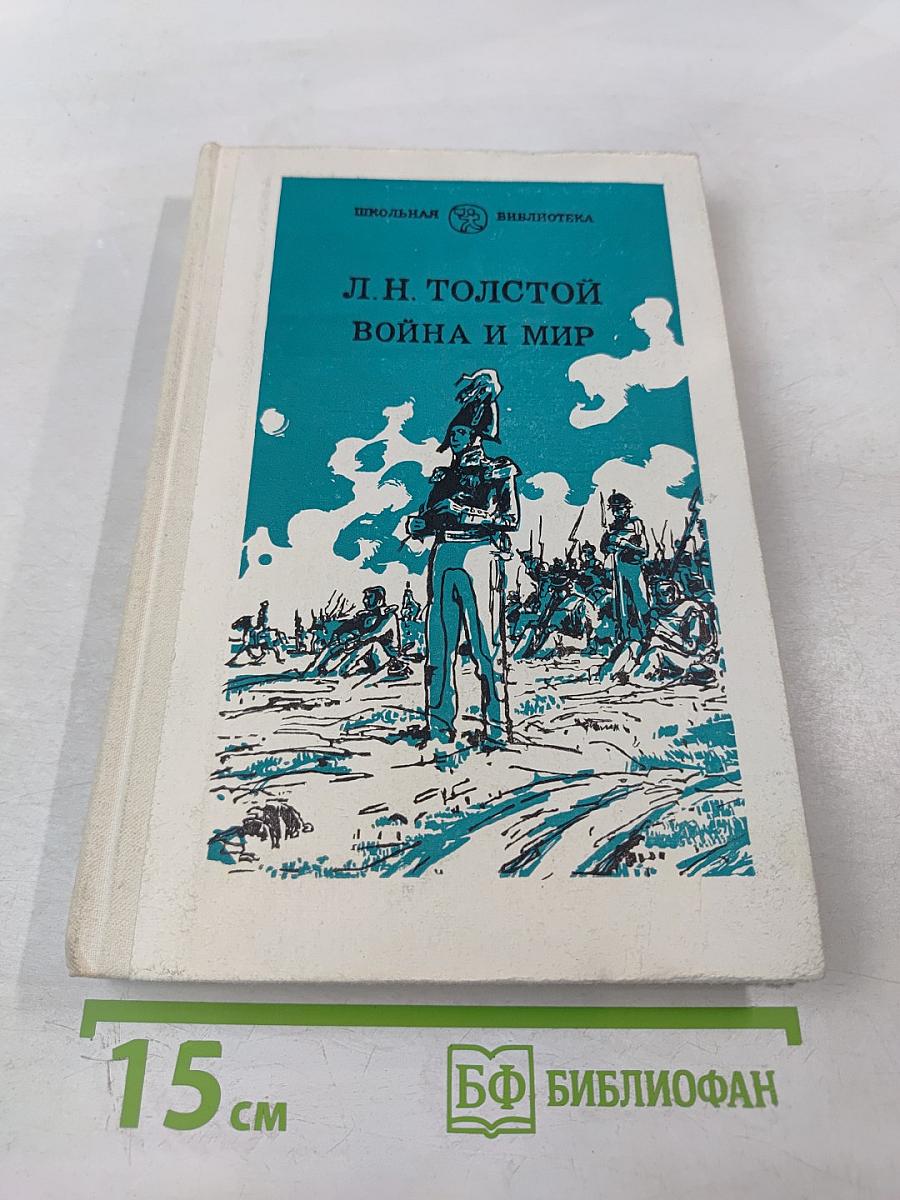 ШКОЛЬНАЯ БИБЛИОТЕКА
Л. Н. ТОЛСТОЙ
ВОЙНА И МИР
15 см
БФ БИБЛИОФАН